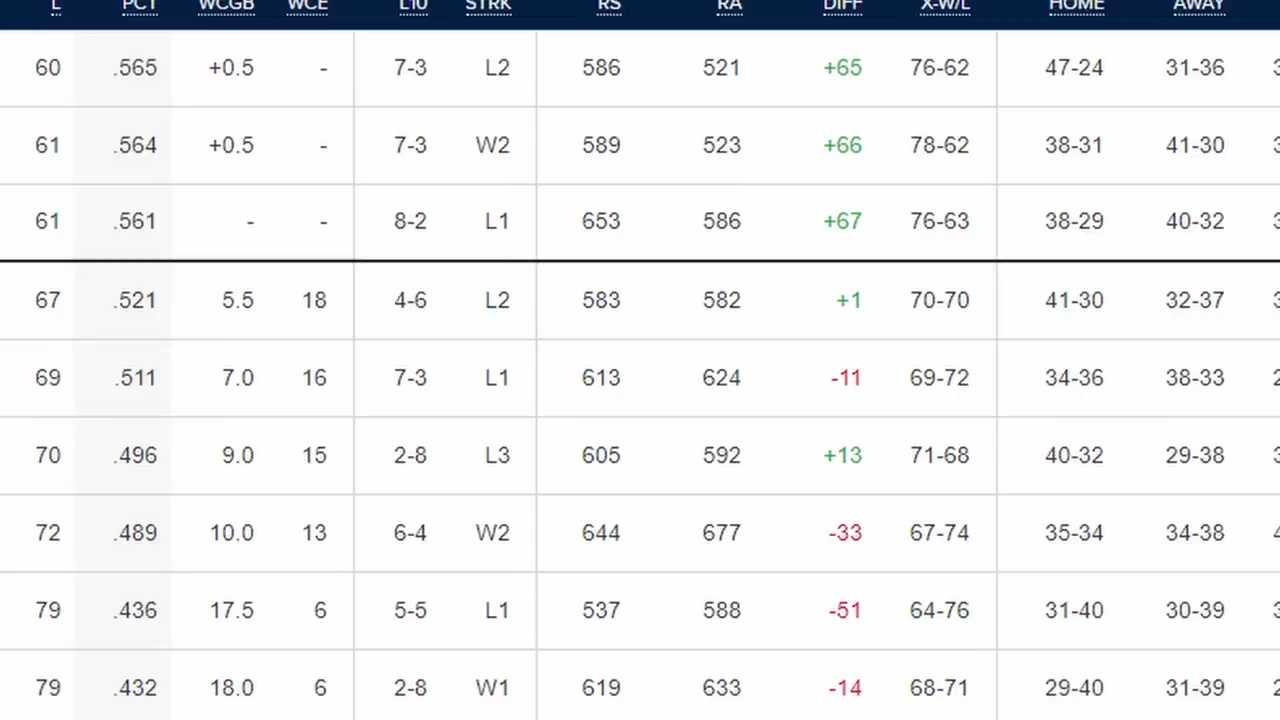 L PCT WCGB WCE L10 STRK RS RA DIFF X-W/L HOME AWAY
60 .565 +0.5 - 7-3 L2 586 521 +65 76-62 47-24 31-36
61 .564 +0.5 - 7-3 W2 589 523 +66 78-62 38-31 41-30
61 .561 - - 8-2 L1 653 586 +67 76-63 38-29 40-32
67 .521 5.5 18 4-6 L2 583 582 +1 70-70 41-30 32-37
69 .511 7.0 16 7-3 L1 613 624 -11 69-72 34-36 38-33
70 .496 9.0 15 2-8 L3 605 592 +13 71-68 40-32 29-38
72 .489 10.0 13 6-4 W2 644 677 -33 67-74 35-34 34-38
79 .436 17.5 6 5-5 L1 537 588 -51 64-76 31-40 30-39
79 .432 18.0 6 2-8 W1 619 633 -14 68-71 29-40 31-39